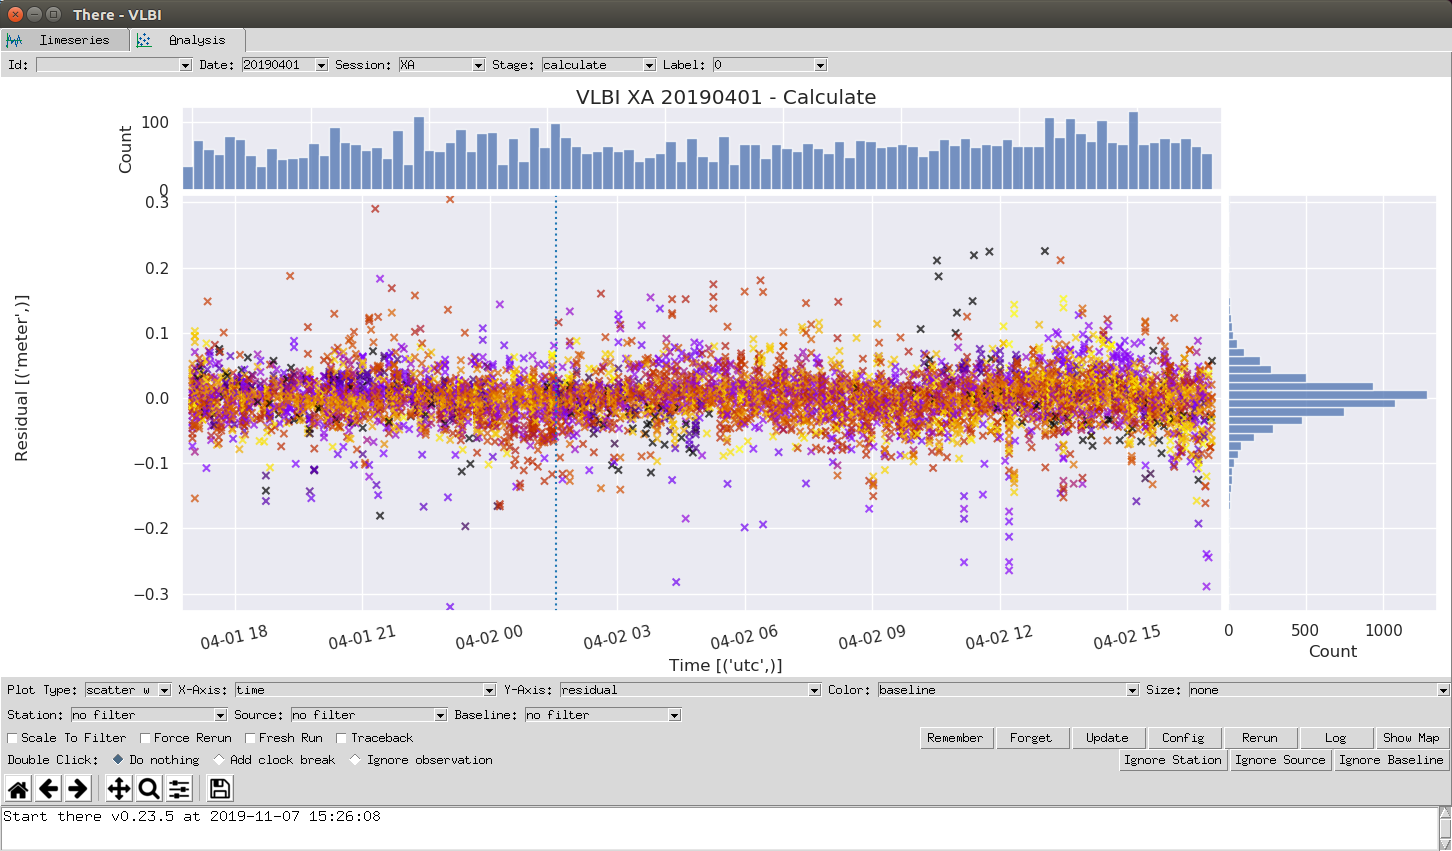 There - VLBI
Timeseries Analysis
Id: Date: 20190401 Session: XA Stage: calculate Label: 0
VLBI XA 20190401 - Calculate
Count
100
0
Residual [('meter',)]
0.3
0.2
0.1
0.0
−0.1
−0.2
−0.3
04-01 18 04-01 21 04-02 00 04-02 03 04-02 06 04-02 09 04-02 12 04-02 15
Time [('utc',)]
0 500 1000
Count
Plot Type: scatter w X-Axis: time Y-Axis: residual Color: baseline Size: none
Station: no filter Source: no filter Baseline: no filter
Scale To Filter Force Rerun Fresh Run Traceback Remember Forget Update Config Rerun Log Show Map
Double Click: Do nothing Add clock break Ignore observation Ignore Station Ignore Source Ignore Baseline
Start there v0.23.5 at 2019-11-07 15:26:08